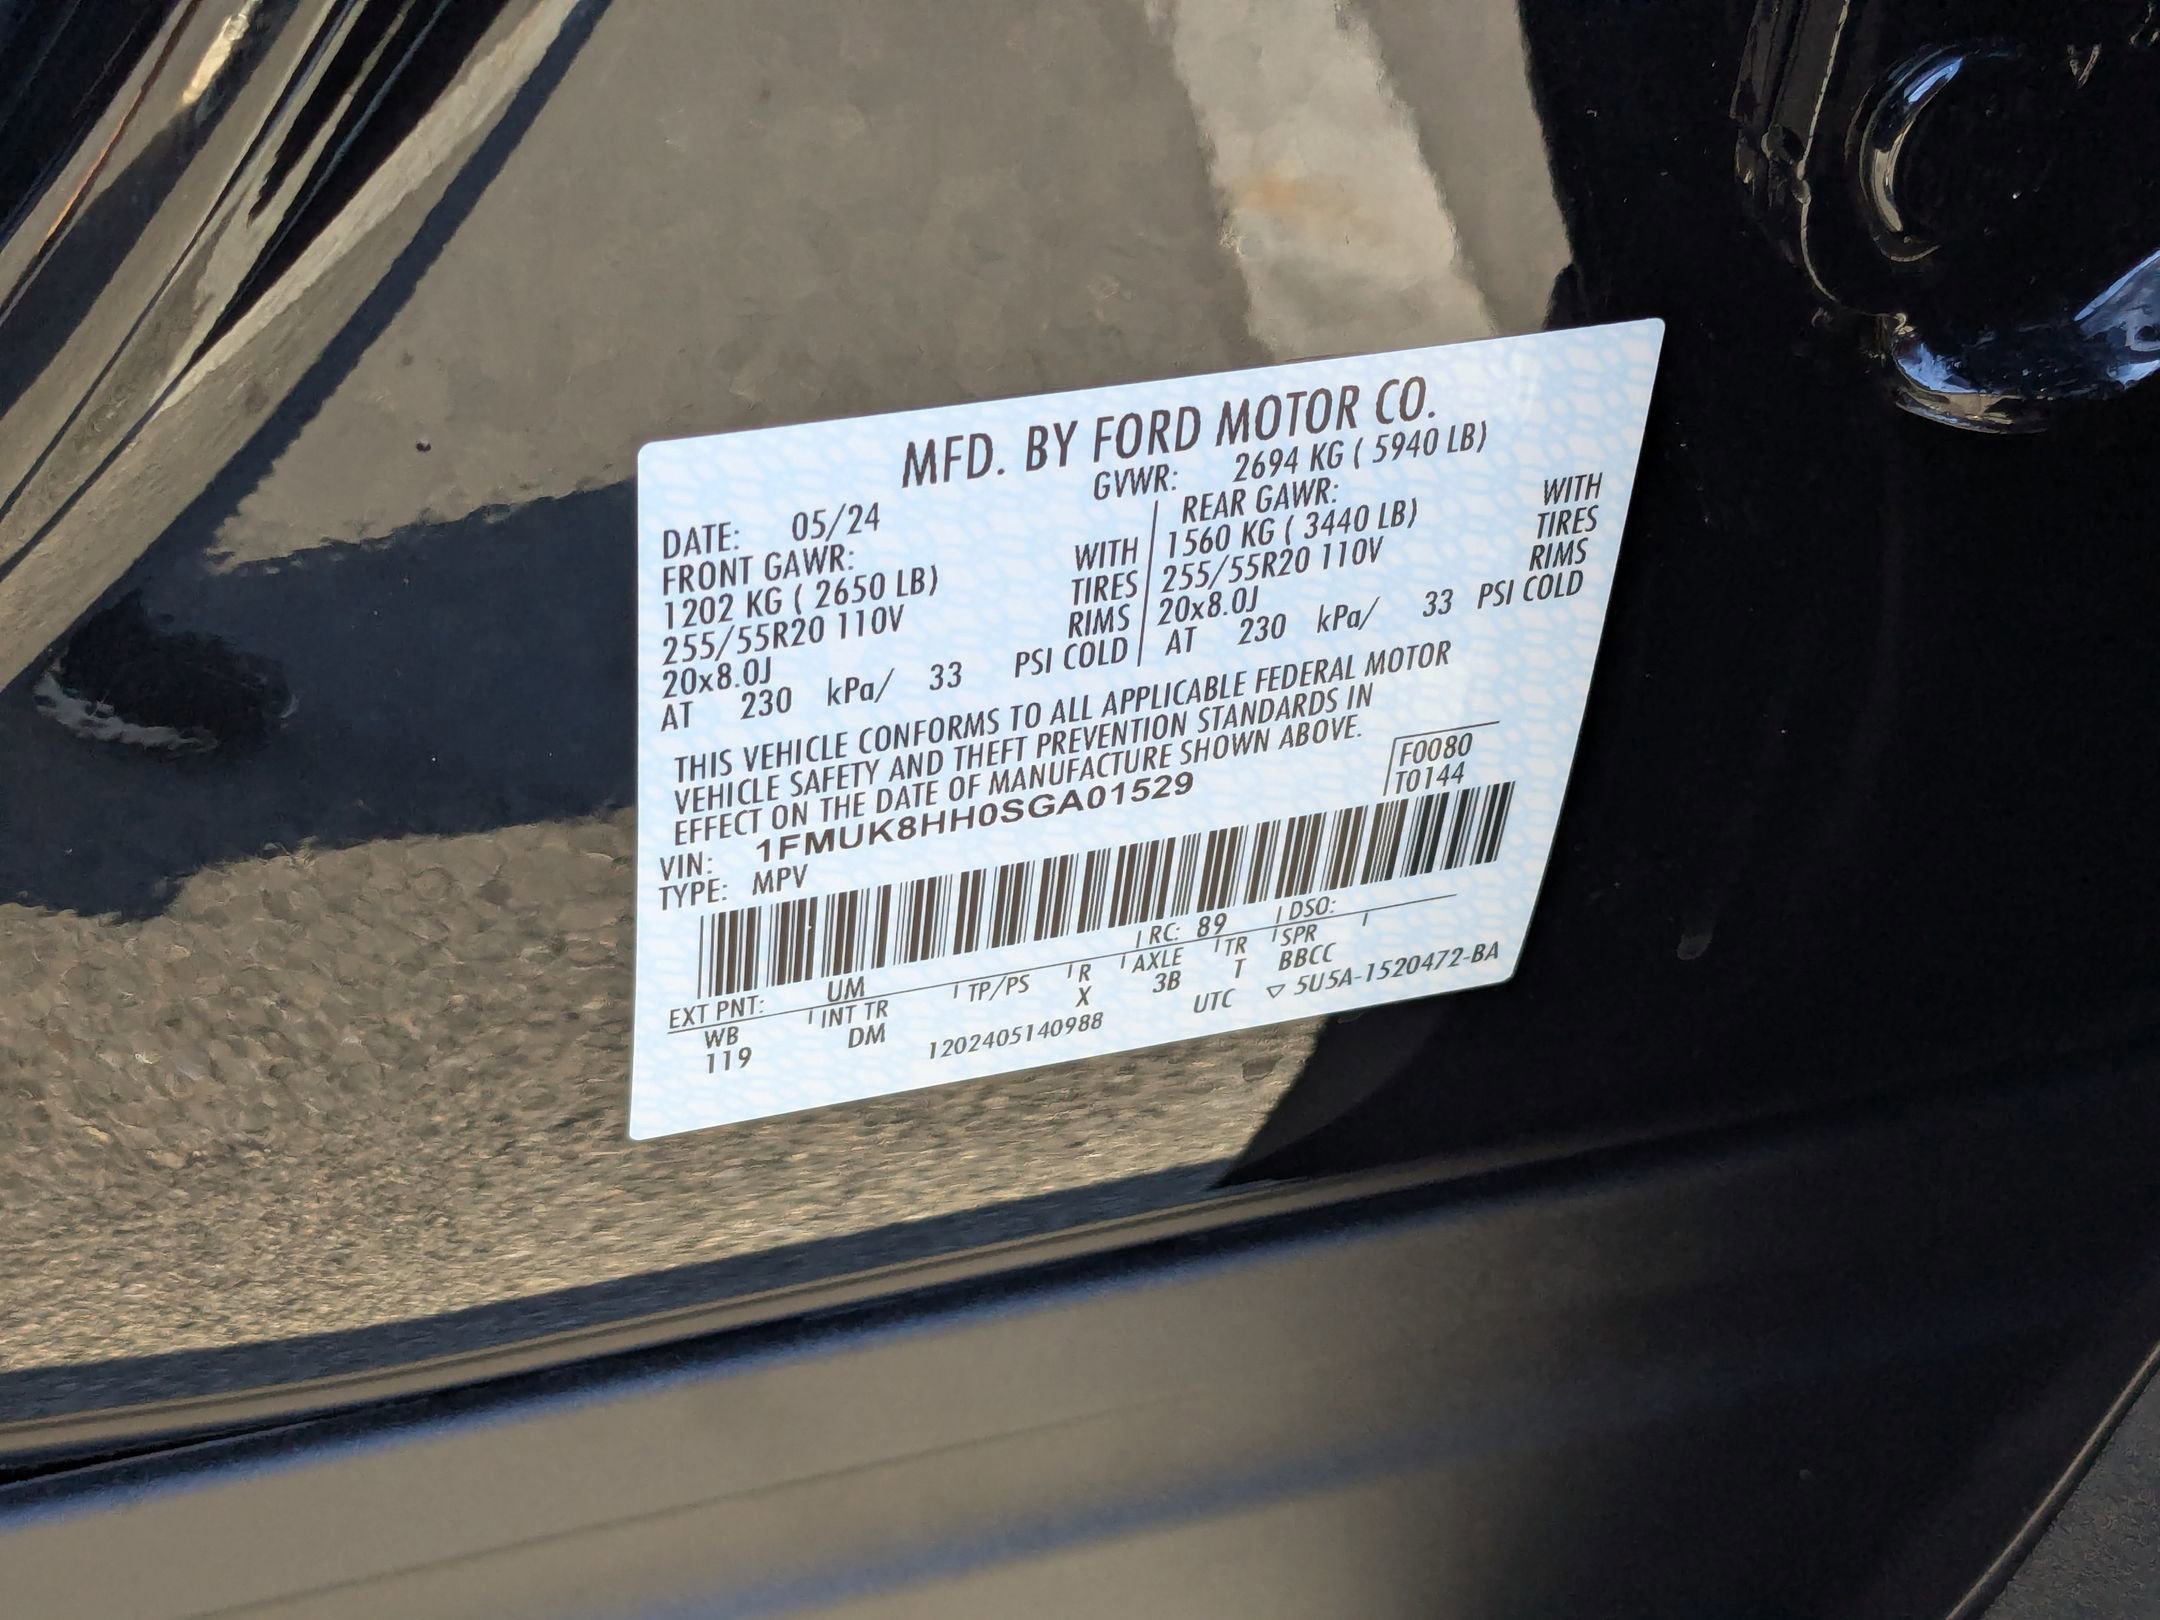 MFD. BY FORD MOTOR CO.
DATE: 05/24 GVWR: 2694 KG ( 5940 LB)
FRONT GAWR: REAR GAWR:
1202 KG ( 2650 LB) WITH 1560 KG ( 3440 LB) WITH
255/55R20 110V TIRES 255/55R20 110V TIRES
20x8.0J RIMS 20x8.0J RIMS
AT 230 kPa/ 33 PSI COLD AT 230 kPa/ 33 PSI COLD
THIS VEHICLE CONFORMS TO ALL APPLICABLE FEDERAL MOTOR
VEHICLE SAFETY AND THEFT PREVENTION STANDARDS IN
EFFECT ON THE DATE OF MANUFACTURE SHOWN ABOVE.
F0080
VIN: 1FMUK8HH0SGA01529
T0144
TYPE: MPV
EXT PNT: UM RC: 89 DSO:
WB INT TR TP/PS R AXLE TR SPR
119 DM X 3B T BBCC
1202405140988 UTC ▽ 5U5A-1520472-BA